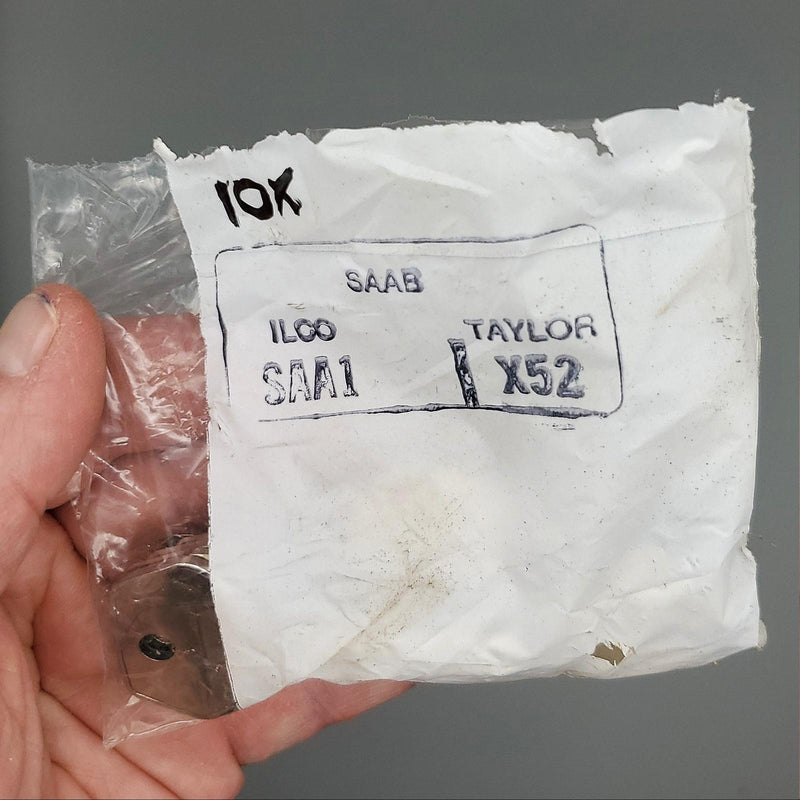 10X
SAAB
ILCO TAYLOR
SAA1 X52